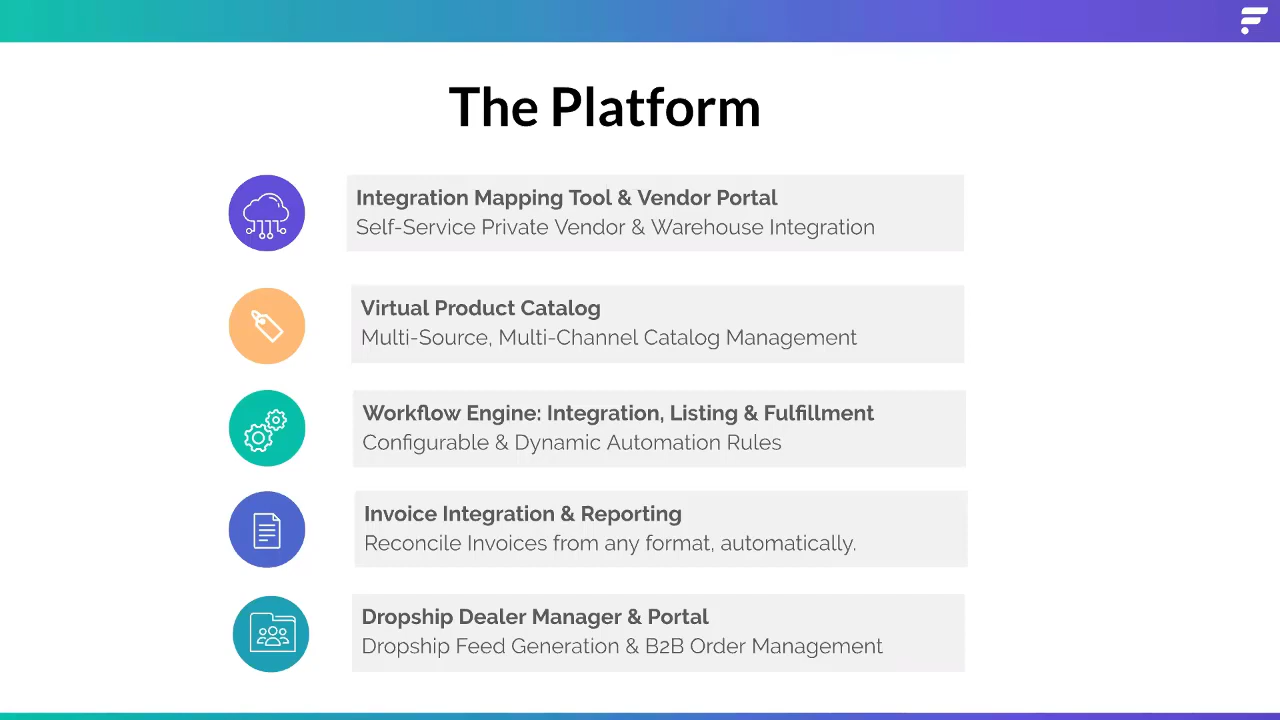 The Platform
Integration Mapping Tool & Vendor Portal
Self-Service Private Vendor & Warehouse Integration
Virtual Product Catalog
Multi-Source, Multi-Channel Catalog Management
Workflow Engine: Integration, Listing & Fulfillment
Configurable & Dynamic Automation Rules
Invoice Integration & Reporting
Reconcile Invoices from any format, automatically.
Dropship Dealer Manager & Portal
Dropship Feed Generation & B2B Order Management